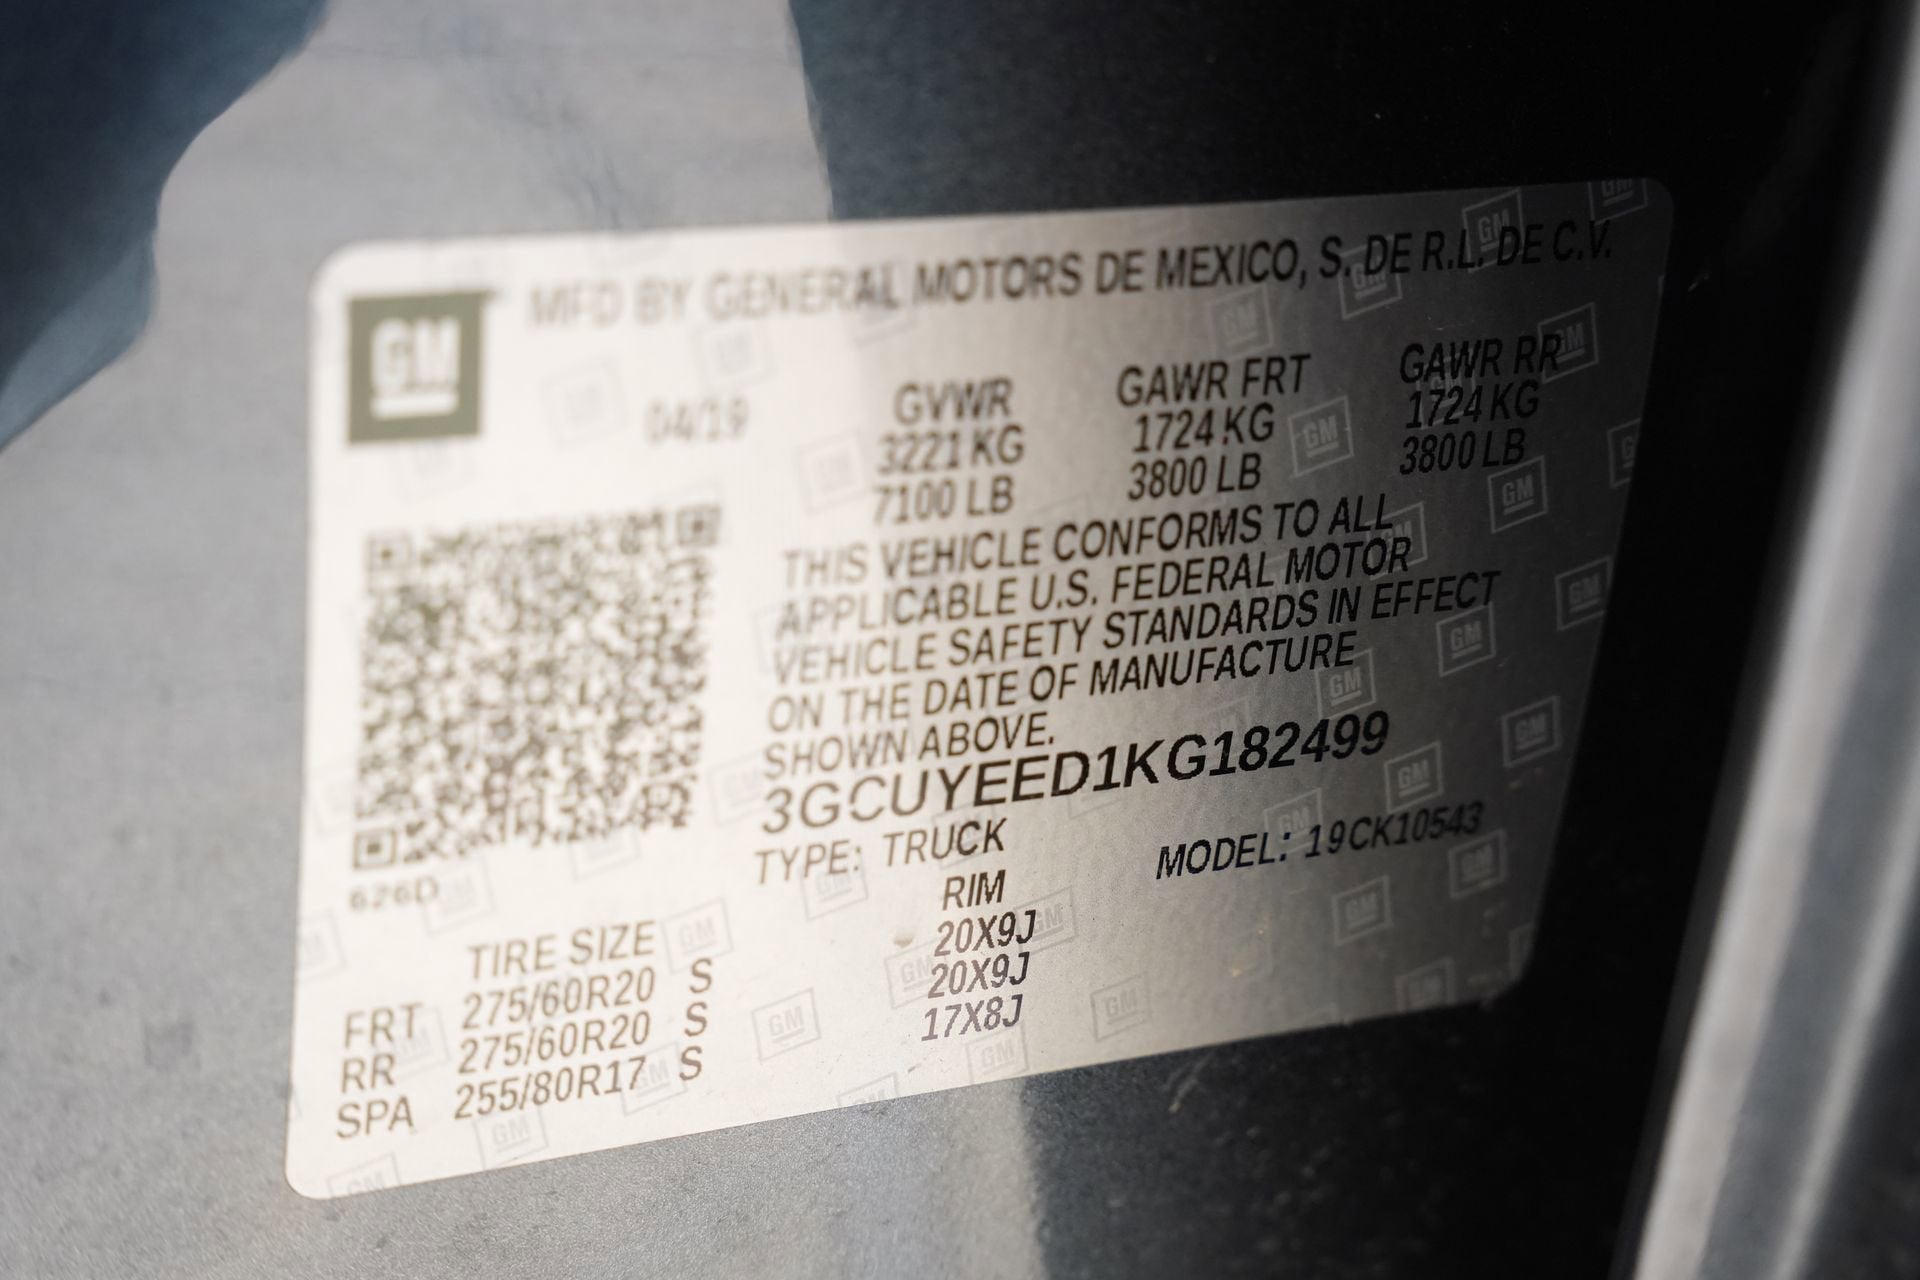 GM
MFD BY GENERAL MOTORS DE MEXICO, S. DE R.L. DE C.V.
04/19
GVWR GAWR FRT GAWR RR
3221 KG 1724 KG 1724 KG
7100 LB 3800 LB 3800 LB
THIS VEHICLE CONFORMS TO ALL
APPLICABLE U.S. FEDERAL MOTOR
VEHICLE SAFETY STANDARDS IN EFFECT
ON THE DATE OF MANUFACTURE
SHOWN ABOVE.
3GCUYEED1KG182499
TYPE: TRUCK MODEL: 19CK10543
626D
TIRE SIZE RIM
FRT 275/60R20 S 20X9J
RR 275/60R20 S 20X9J
SPA 255/80R17 S 17X8J